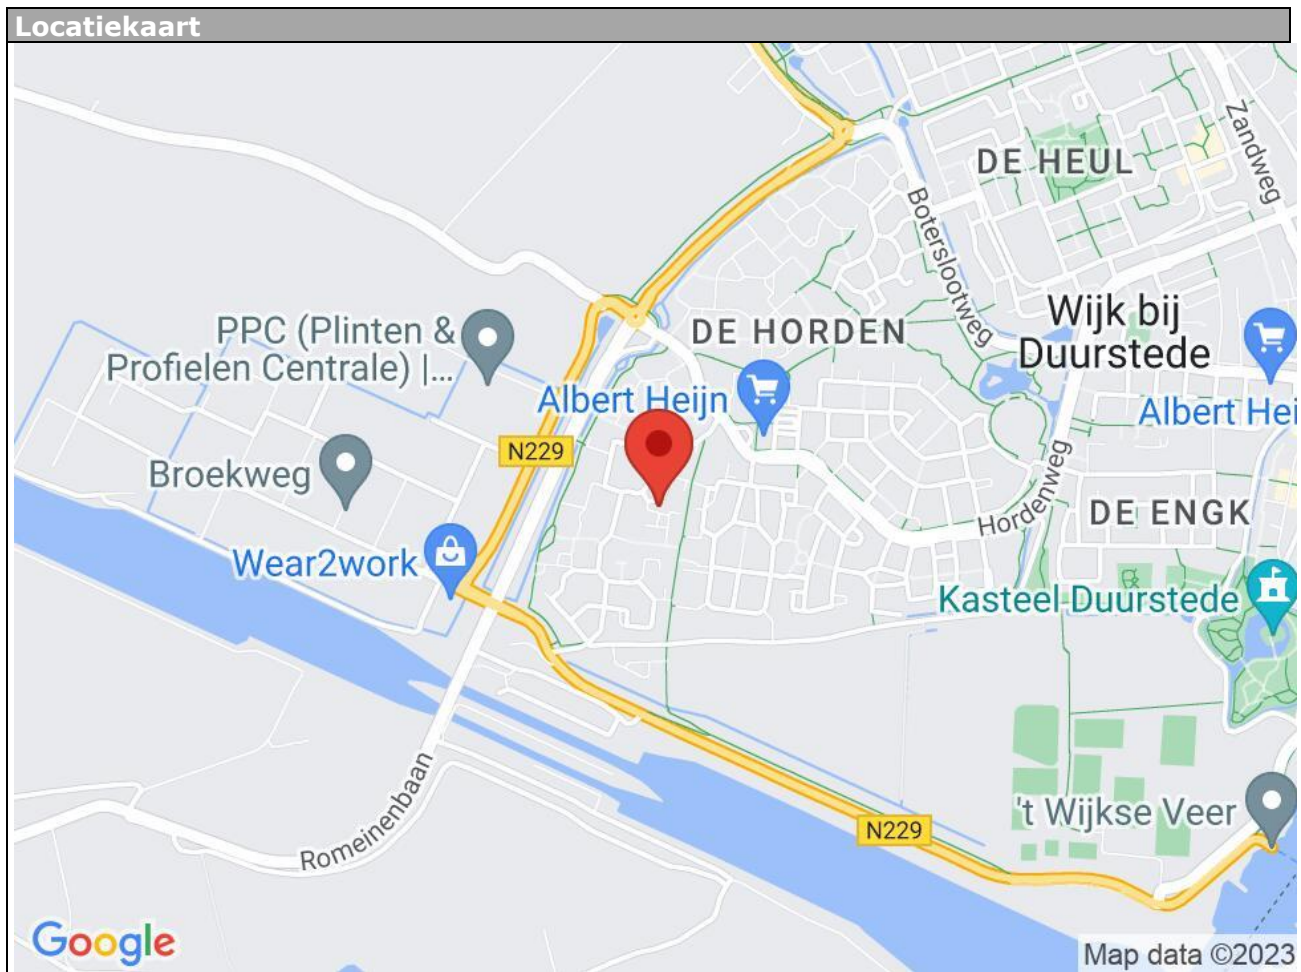 Locatiekaart
Zandweg
DE HEUL
Boterslootweg
Wijk bij
Duurstede
PPC (Plinten &
Profielen Centrale) |...
DE HORDEN
Albert Heijn
Albert Hei
N229
Broekweg
Hordenweg
DE ENGK
Wear2work
Kasteel Duurstede
't Wijkse Veer
N229
Romeinenbaan
Google
Map data ©2023